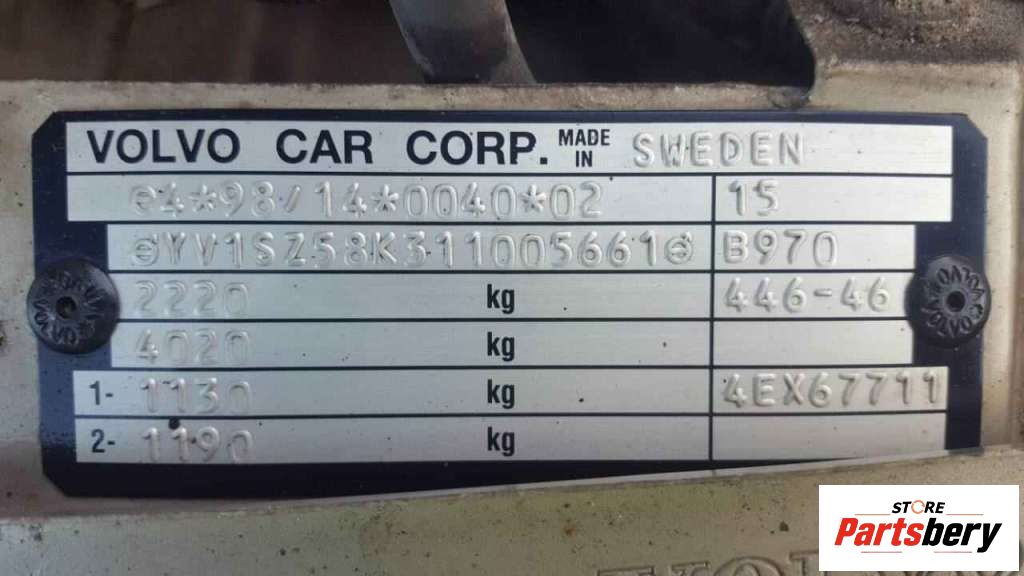 VOLVO CAR CORP. MADE IN SWEDEN
e4*98/14*0040*02 15
YV1SZ58K311005661 B970
2220 kg 446-46
4020 kg
1- 1130 kg 4EX67711
2- 1190 kg
STORE
Partsbery